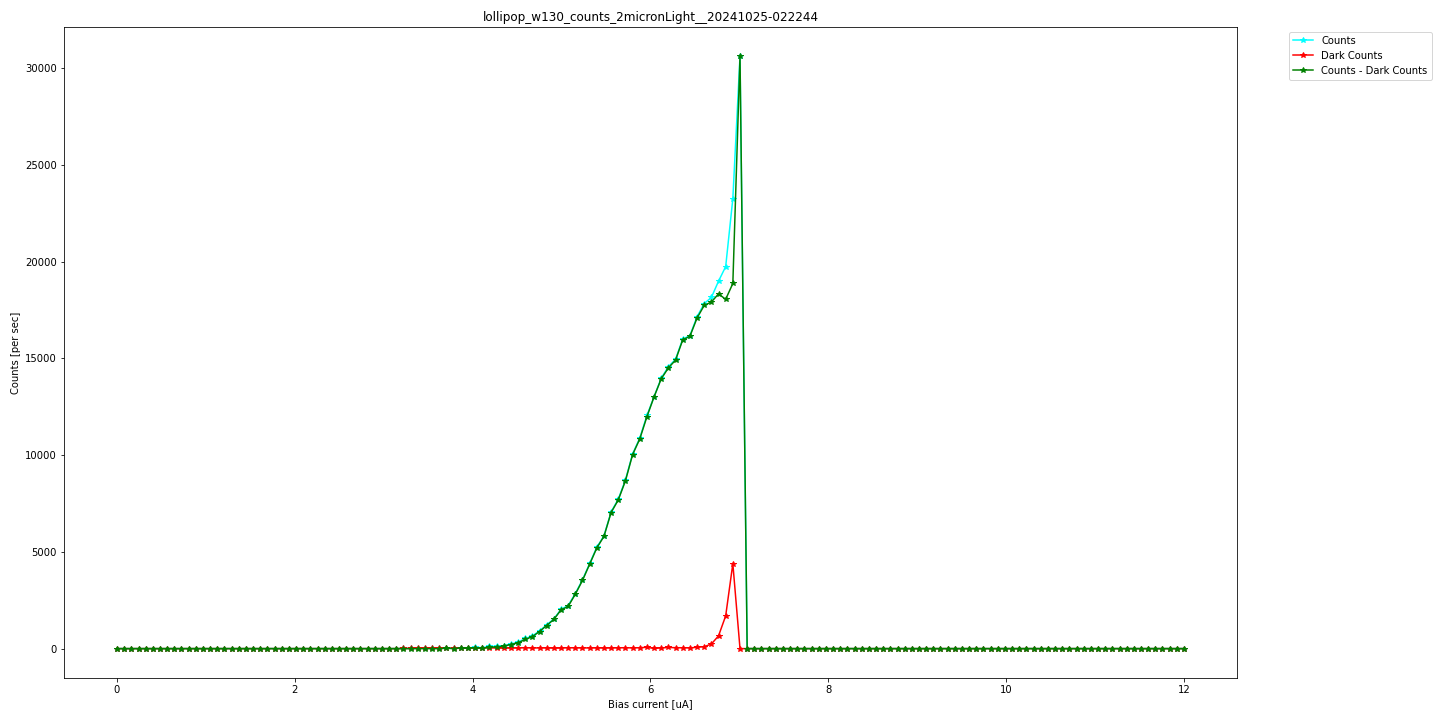 lollipop_w130_counts_2micronLight__20241025-022244
Counts
Dark Counts
Counts - Dark Counts
30000
25000
20000
15000
10000
5000
0
Counts [per sec]
0 2 4 6 8 10 12
Bias current [uA]